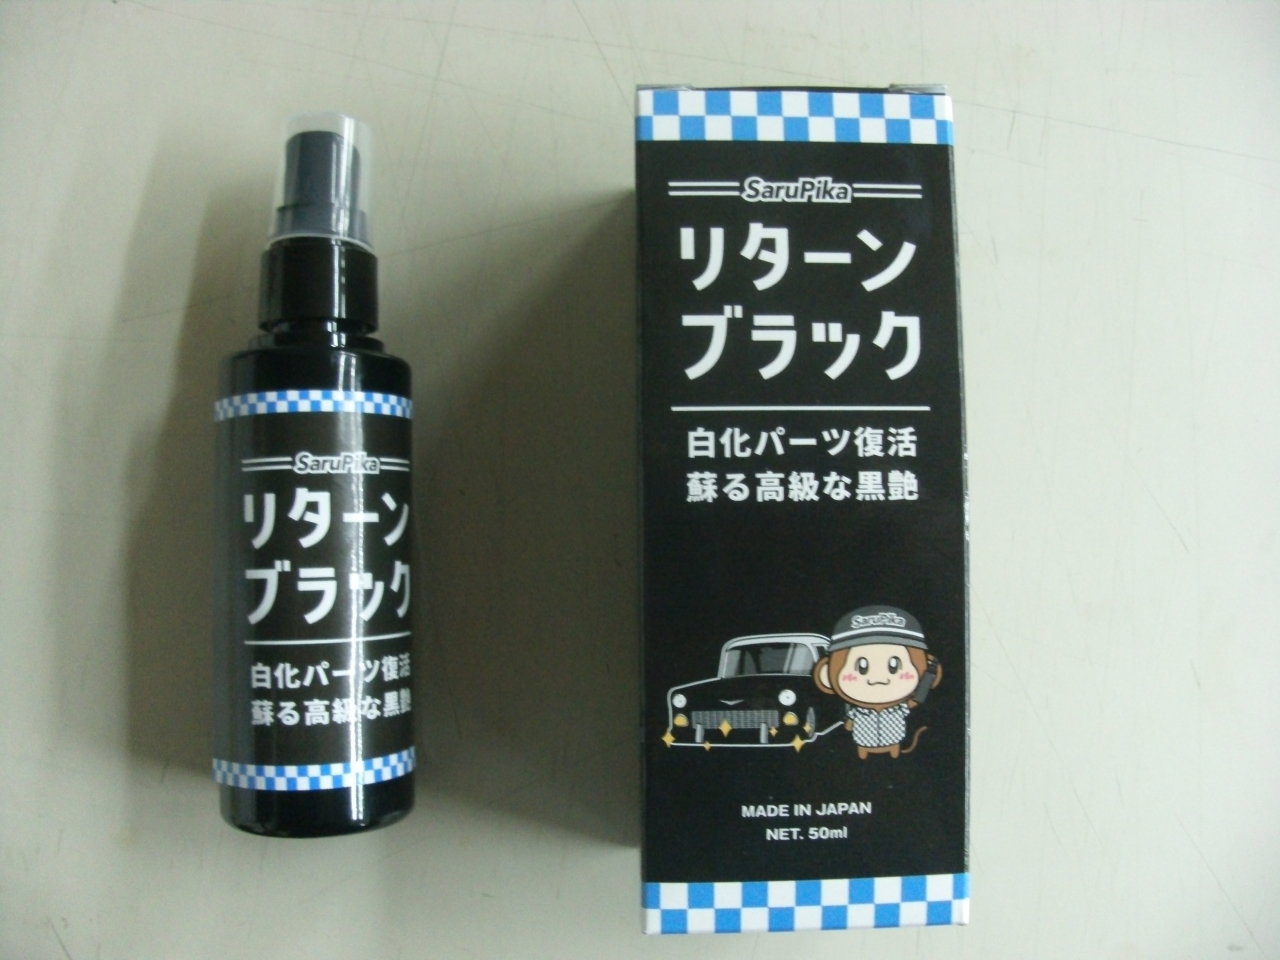 SaruPika
リターン
ブラック
白化パーツ復活
蘇る高級な黒艶
SaruPika
リターン
ブラック
白化パーツ復活
蘇る高級な黒艶
SaruPika
MADE IN JAPAN
NET. 50ml